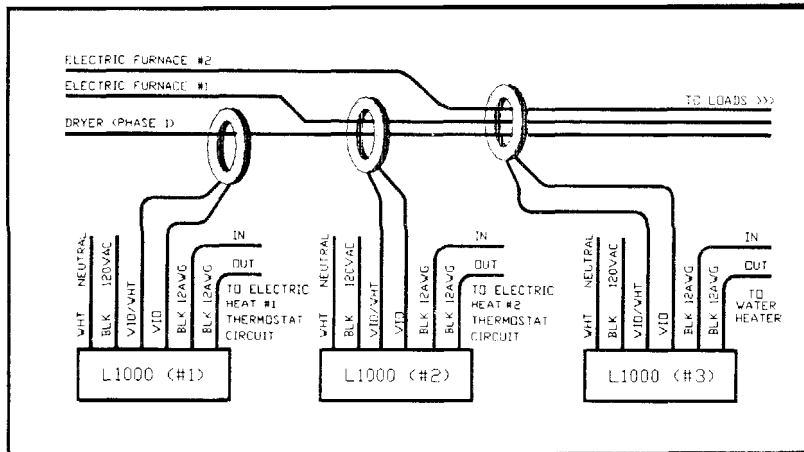 ELECTRIC FURNACE #2
ELECTRIC FURNACE #1
TO LOADS >>>
DRYER (PHASE 1)
WHT NEUTRAL
BLK 120VAC
VIO/WHT
VIO
BLK 12AWG
BLK 12AWG
IN
OUT
TO ELECTRIC
HEAT #1
THERMOSTAT
CIRCUIT
L1000 (#1)
WHT NEUTRAL
BLK 120VAC
VIO/WHT
VIO
BLK 12AWG
BLK 12AWG
IN
OUT
TO ELECTRIC
HEAT #2
THERMOSTAT
CIRCUIT
L1000 (#2)
WHT NEUTRAL
BLK 120VAC
VIO/WHT
VIO
BLK 12AWG
BLK 12AWG
IN
OUT
TO
WATER
HEATER
L1000 (#3)